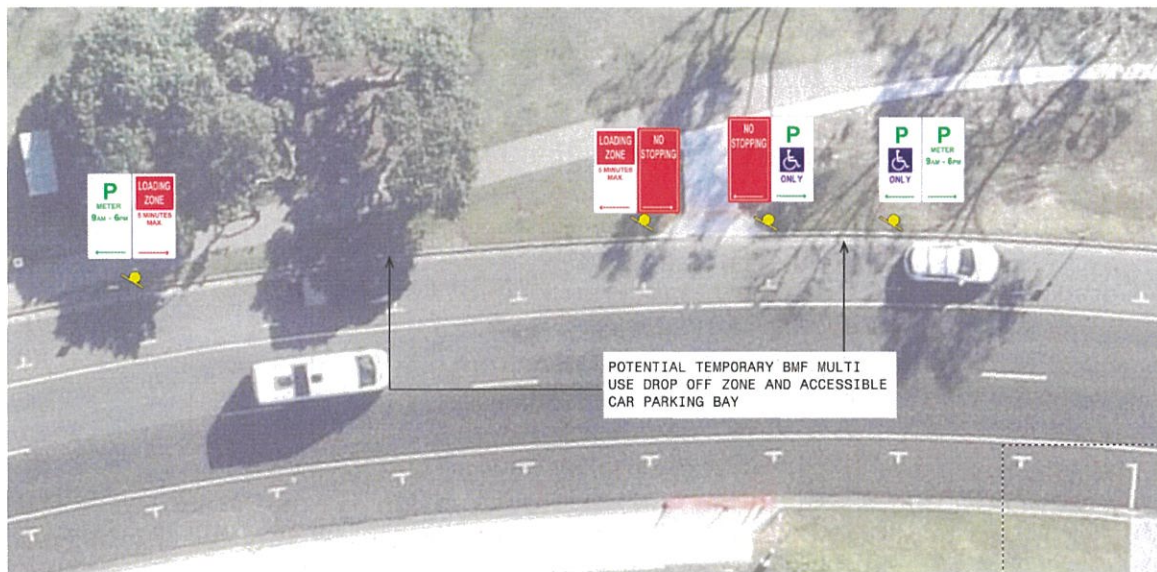 P
METER
9AM - 6PM
LOADING
ZONE
5 MINUTES
MAX
LOADING
ZONE
5 MINUTES
MAX
NO
STOPPING
NO
STOPPING
P
ONLY
P
ONLY
P
METER
9AM - 6PM
POTENTIAL TEMPORARY BMF MULTI
USE DROP OFF ZONE AND ACCESSIBLE
CAR PARKING BAY